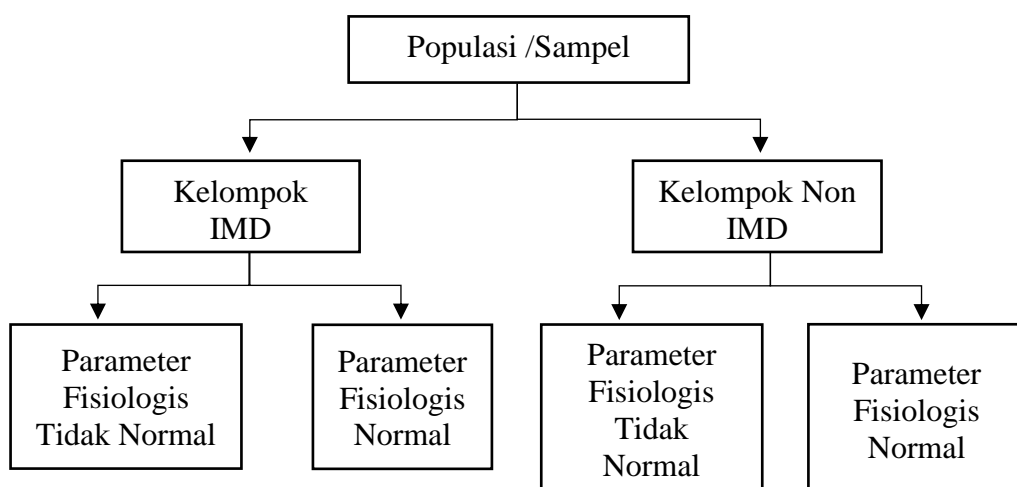 Populasi /Sampel
Kelompok
IMD
Kelompok Non
IMD
Parameter
Fisiologis
Tidak Normal
Parameter
Fisiologis
Normal
Parameter
Fisiologis
Tidak
Normal
Parameter
Fisiologis
Normal